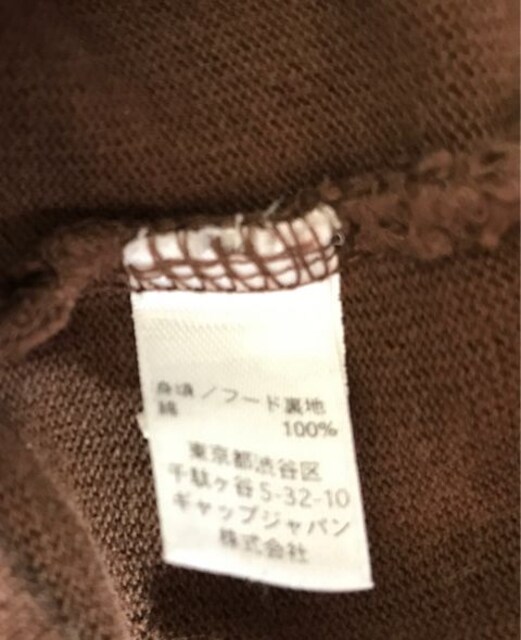 身頃／フード裏地
綿 100%
東京都渋谷区
千駄ヶ谷5-32-10
ギャップジャパン
株式会社